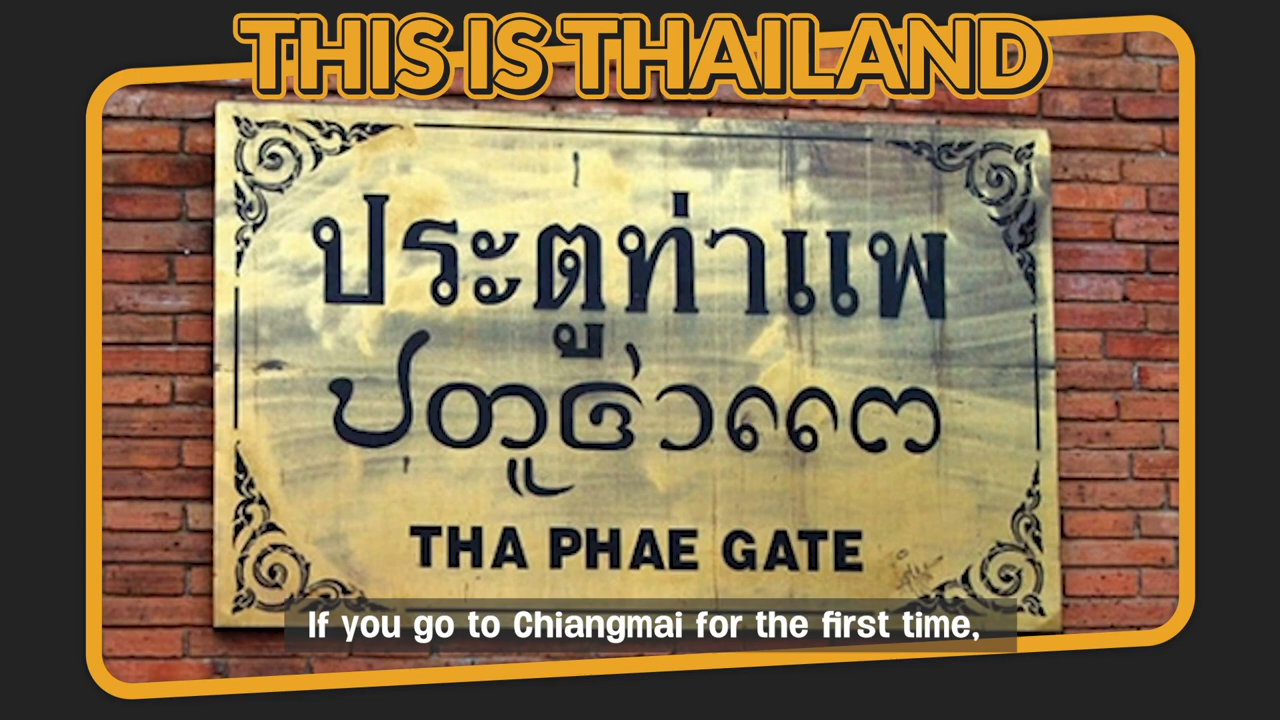 THIS IS THAILAND
ประตูท่าแพ
THA PHAE GATE
If you go to Chiangmai for the first time,